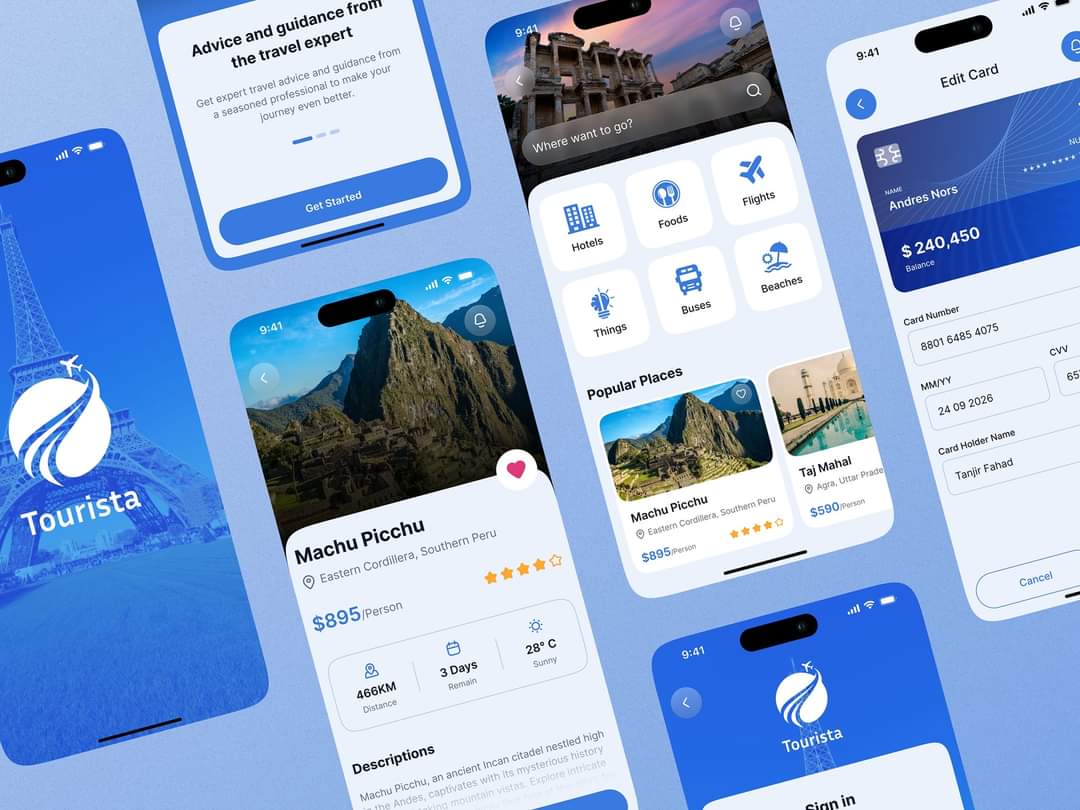 Advice and guidance from
the travel expert
Get expert travel advice and guidance from
a seasoned professional to make your
journey even better.
Get Started
Tourista
9:41
Machu Picchu
Eastern Cordillera, Southern Peru
$895/Person
466KM
Distance
3 Days
Remain
28° C
Sunny
Descriptions
Machu Picchu, an ancient Incan citadel nestled high
in the Andes, captivates with its mysterious history
mountain vistas. Explore intricate
9:41
Where want to go?
Hotels
Foods
Flights
Things
Buses
Beaches
Popular Places
Machu Picchu
Eastern Cordillera, Southern Peru
$895/Person
Taj Mahal
Agra, Uttar Prade
$590/Person
9:41
Edit Card
NAME
Andres Nors
NU
**** ****
$ 240,450
Balance
Card Number
8801 6485 4075
MM/YY
24 09 2026
CVV
65
Card Holder Name
Tanjir Fahad
Cancel
9:41
Tourista
Sign in